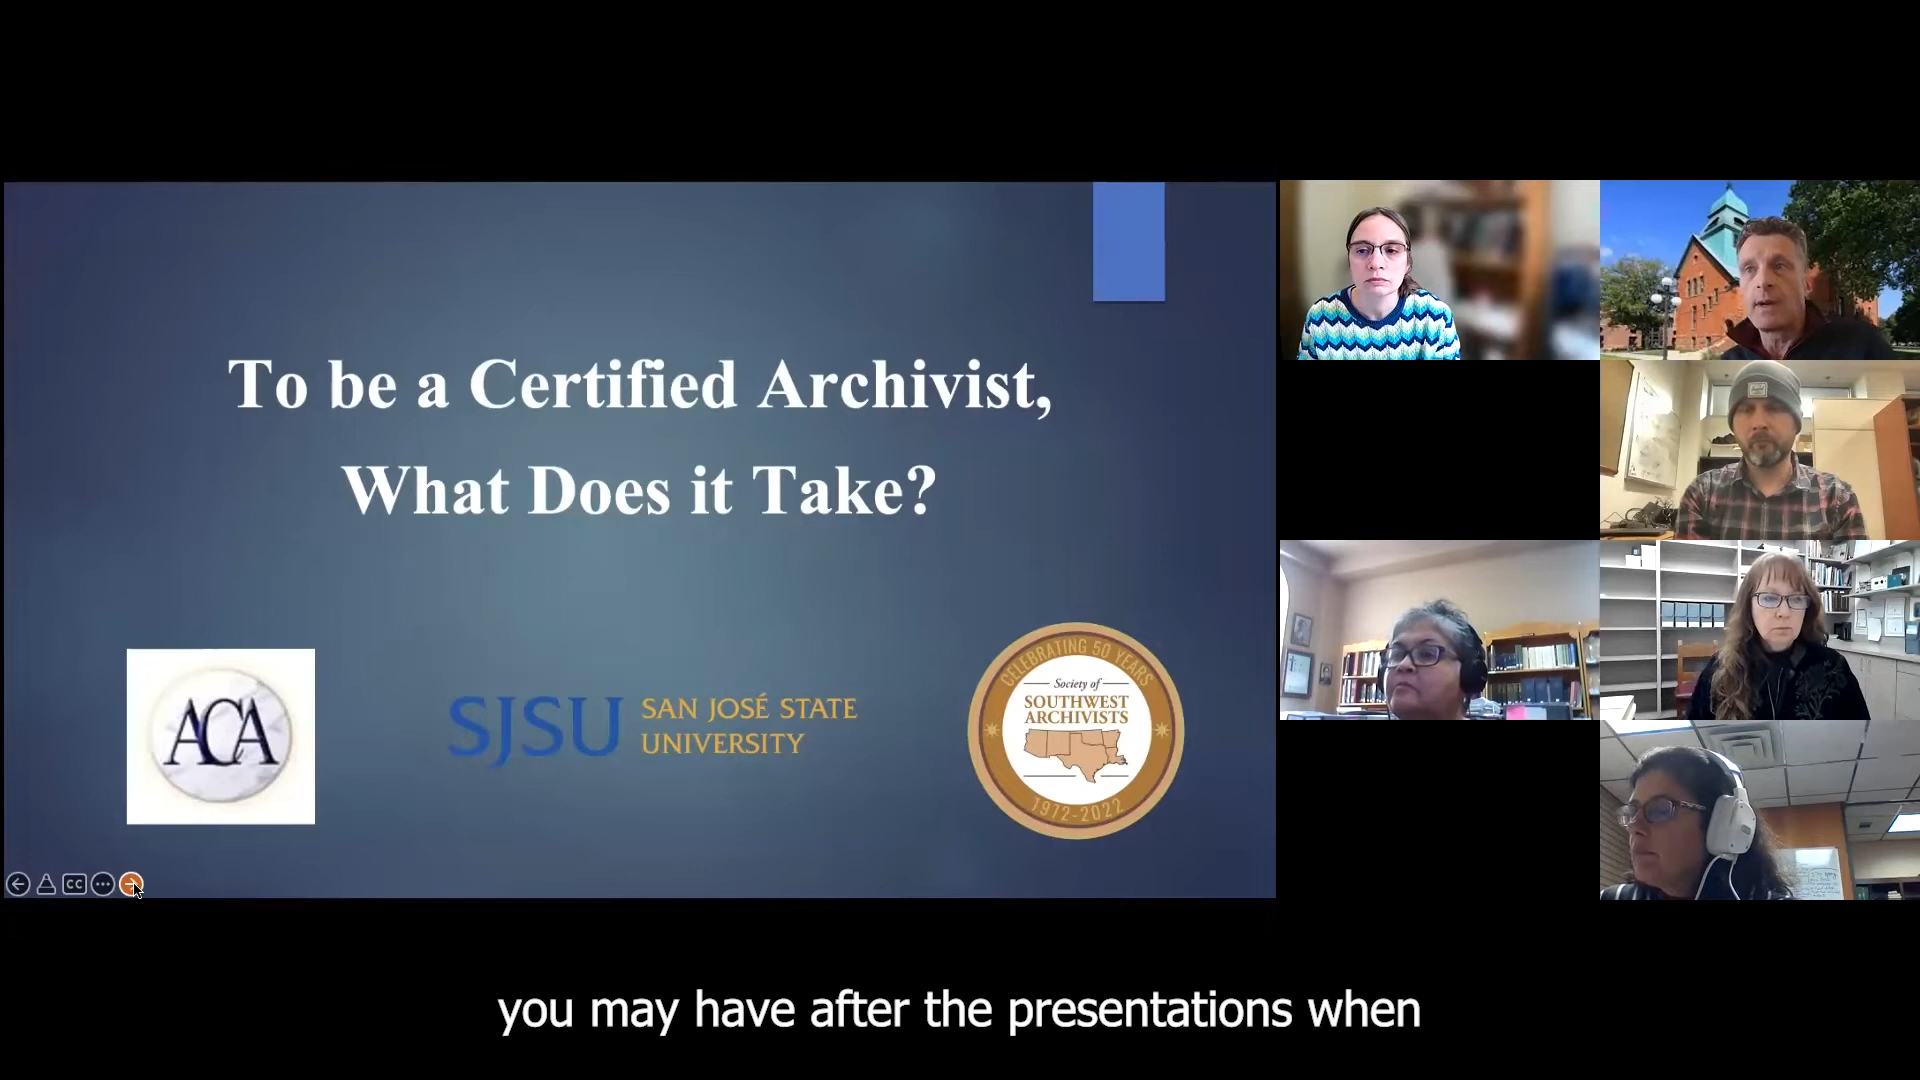 To be a Certified Archivist,
What Does it Take?
ACA
SJSU
SAN JOSÉ STATE
UNIVERSITY
CELEBRATING 50 YEARS
Society of
SOUTHWEST
ARCHIVISTS
1972-2022
CC
you may have after the presentations when